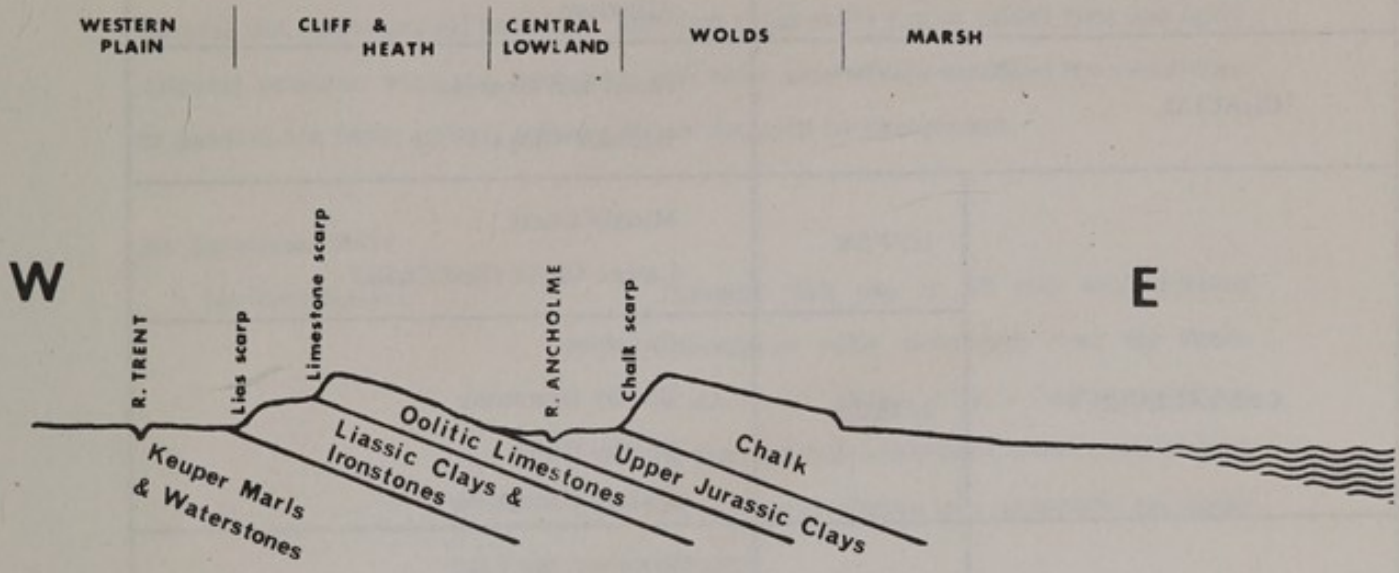 WESTERN
PLAIN
CLIFF &
HEATH
CENTRAL
LOWLAND
WOLDS
MARSH
W
E
R. TRENT
Lias scarp
Limestone scarp
R. ANCHOLME
Chalk scarp
Keuper Marls
& Waterstones
Liassic Clays &
Ironstones
Oolitic Limestones
Upper Jurassic Clays
Chalk